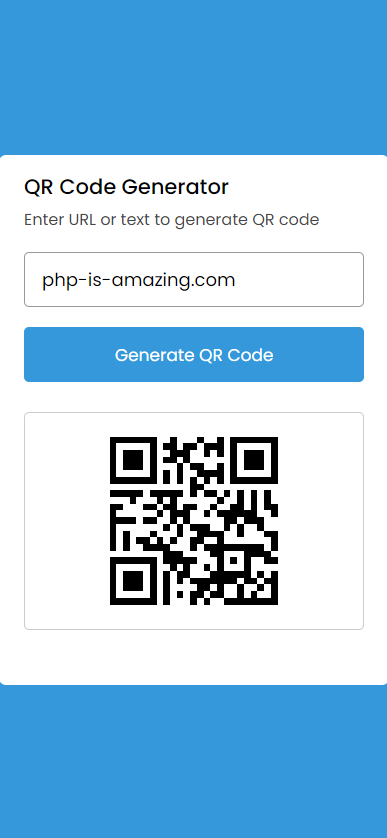 QR Code Generator
Enter URL or text to generate QR code
php-is-amazing.com
Generate QR Code